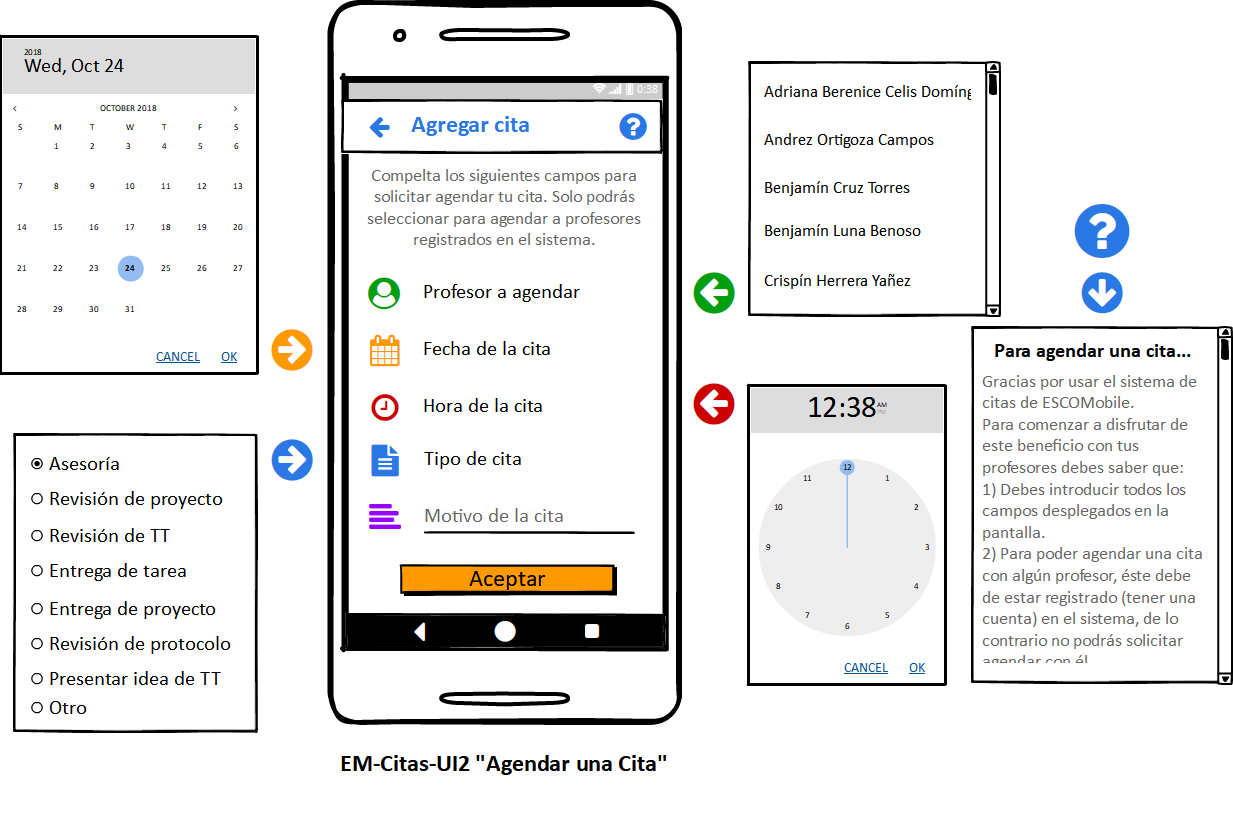 2018
Wed, Oct 24
‹ OCTOBER 2018 ›
S M T W T F S
1 2 3 4 5 6
7 8 9 10 11 12 13
14 15 16 17 18 19 20
21 22 23 24 25 26 27
28 29 30 31
CANCEL OK
Asesoría
Revisión de proyecto
Revisión de TT
Entrega de tarea
Entrega de proyecto
Revisión de protocolo
Presentar idea de TT
Otro
0:38
Agregar cita ?
Compelta los siguientes campos para
solicitar agendar tu cita. Solo podrás
seleccionar para agendar a profesores
registrados en el sistema.
Profesor a agendar
Fecha de la cita
Hora de la cita
Tipo de cita
Motivo de la cita
Aceptar
Adriana Berenice Celis Domíng
Andrez Ortigoza Campos
Benjamín Cruz Torres
Benjamín Luna Benoso
Crispín Herrera Yañez
12:38 AM
PM
12
11 1
10 2
9 3
8 4
7 5
6
CANCEL OK
?
Para agendar una cita...
Gracias por usar el sistema de
citas de ESCOMobile.
Para comenzar a disfrutar de
este beneficio con tus
profesores debes saber que:
1) Debes introducir todos los
campos desplegados en la
pantalla.
2) Para poder agendar una cita
con algún profesor, éste debe
de estar registrado (tener una
cuenta) en el sistema, de lo
contrario no podrás solicitar
agendar con él
EM-Citas-UI2 "Agendar una Cita"